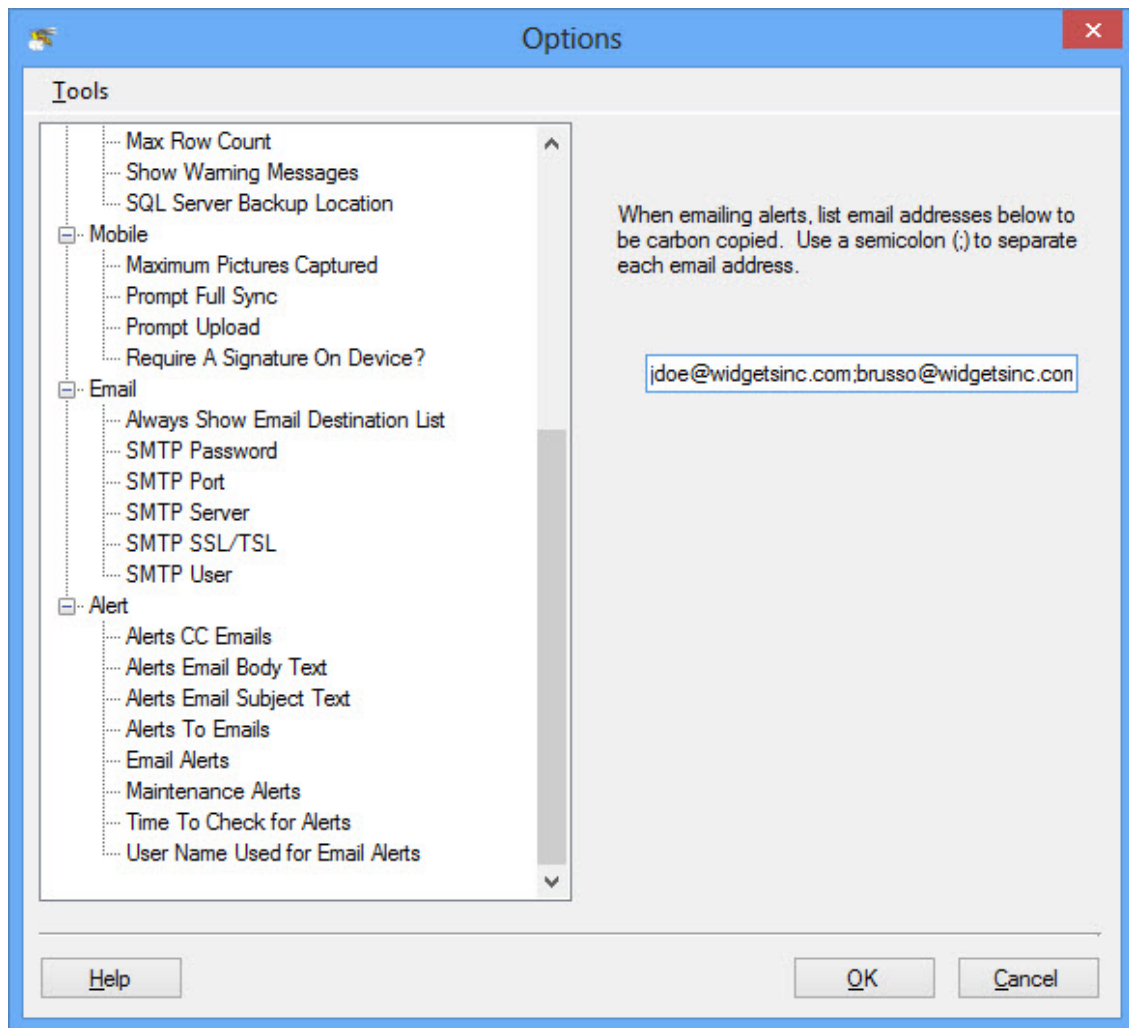 Options
Tools
Max Row Count
Show Warning Messages
SQL Server Backup Location
Mobile
Maximum Pictures Captured
Prompt Full Sync
Prompt Upload
Require A Signature On Device?
Email
Always Show Email Destination List
SMTP Password
SMTP Port
SMTP Server
SMTP SSL/TSL
SMTP User
Alert
Alerts CC Emails
Alerts Email Body Text
Alerts Email Subject Text
Alerts To Emails
Email Alerts
Maintenance Alerts
Time To Check for Alerts
User Name Used for Email Alerts
When emailing alerts, list email addresses below to
be carbon copied. Use a semicolon (;) to separate
each email address.
jdoe@widgetsinc.com;brusso@widgetsinc.com
Help
OK
Cancel